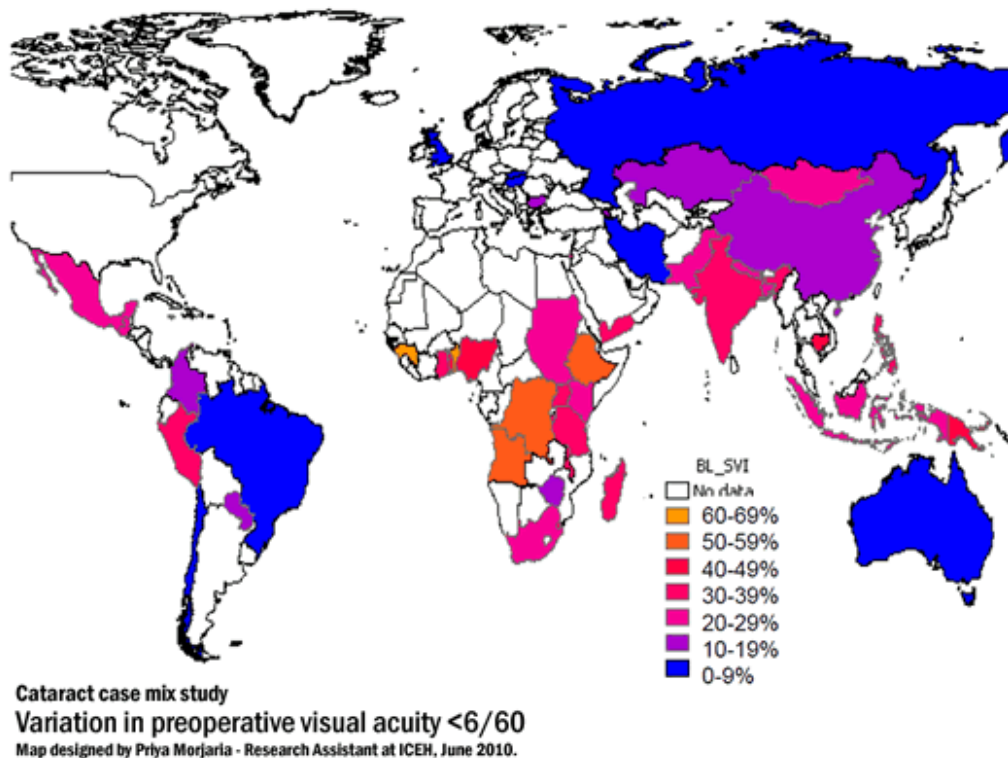 BL_SVI
No data
60-69%
50-59%
40-49%
30-39%
20-29%
10-19%
0-9%
Cataract case mix study
Variation in preoperative visual acuity <6/60
Map designed by Priya Morjaria - Research Assistant at ICEH, June 2010.